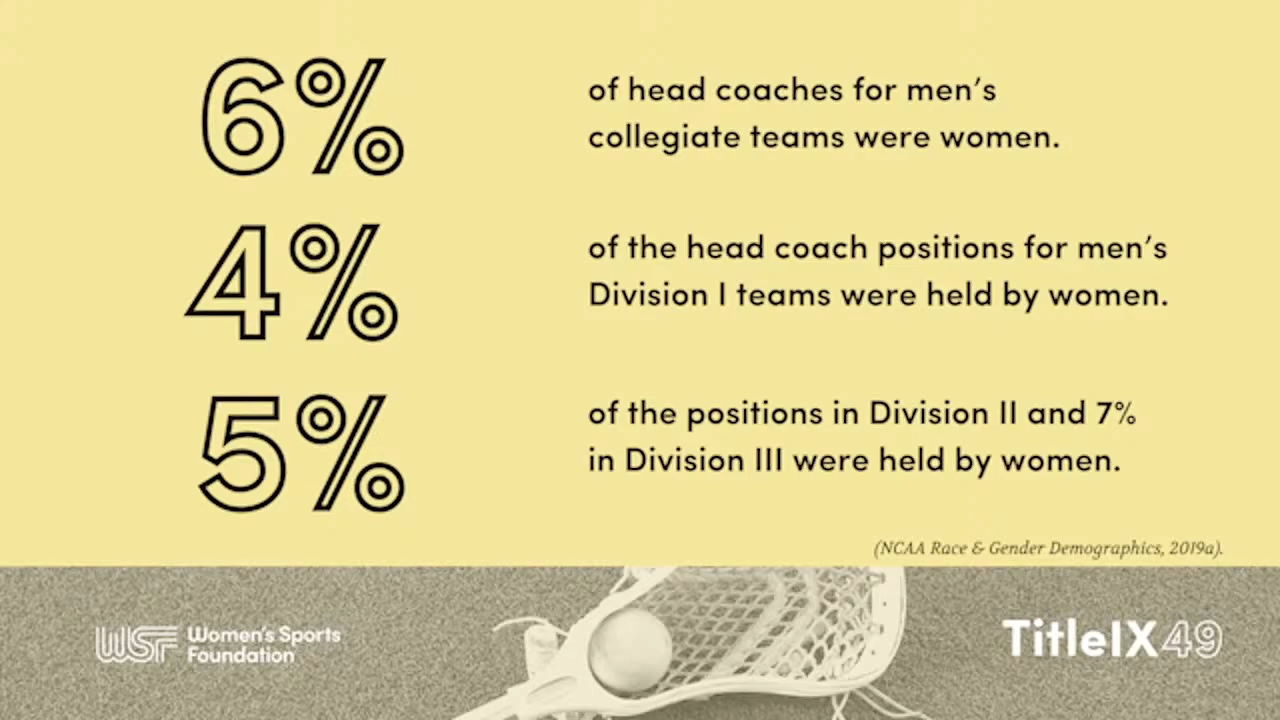 6%
of head coaches for men's
collegiate teams were women.
4%
of the head coach positions for men's
Division I teams were held by women.
5%
of the positions in Division II and 7%
in Division III were held by women.
(NCAA Race & Gender Demographics, 2019a).
WSF Women's Sports
Foundation
TitleIX49